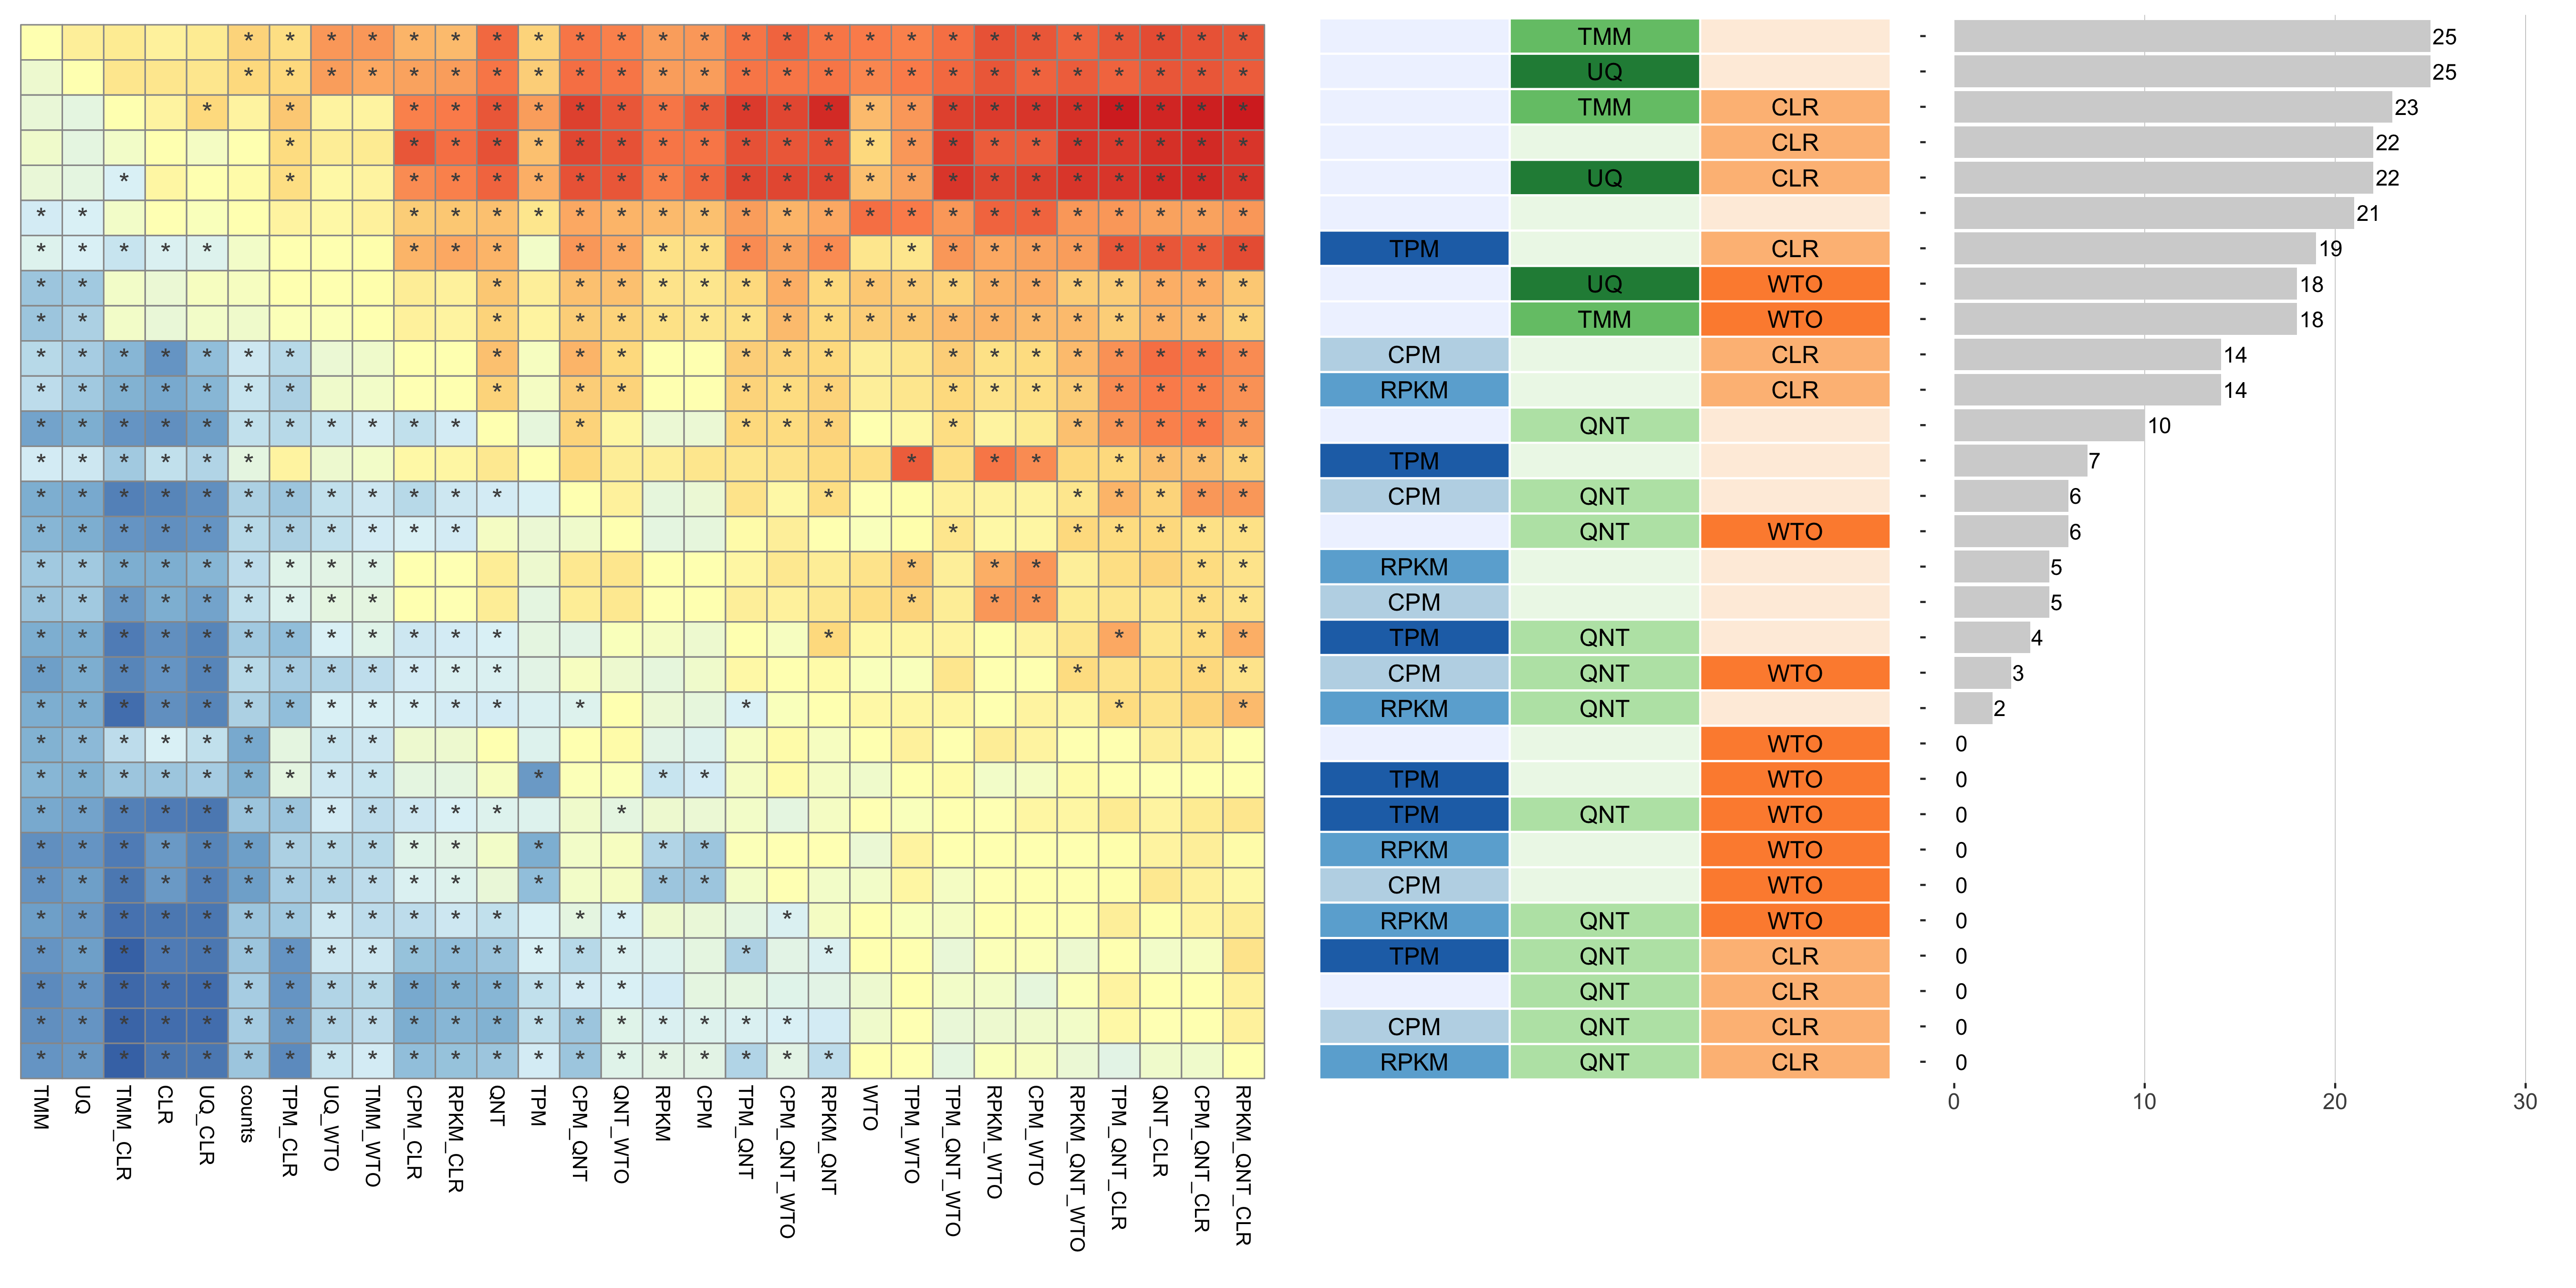 TMM 25
UQ 25
TMM CLR 23
CLR 22
UQ CLR 22
21
TPM CLR 19
UQ WTO 18
TMM WTO 18
CPM CLR 14
RPKM CLR 14
QNT 10
TPM 7
CPM QNT 6
QNT WTO 6
RPKM 5
CPM 5
TPM QNT 4
CPM QNT WTO 3
RPKM QNT 2
WTO 0
TPM WTO 0
TPM QNT WTO 0
RPKM WTO 0
CPM WTO 0
RPKM QNT WTO 0
TPM QNT CLR 0
QNT CLR 0
CPM QNT CLR 0
RPKM QNT CLR 0
TMM
UQ
TMM_CLR
CLR
UQ_CLR
counts
TPM_CLR
UQ_WTO
TMM_WTO
CPM_CLR
RPKM_CLR
QNT
TPM
CPM_QNT
QNT_WTO
RPKM
CPM
TPM_QNT
CPM_QNT_WTO
RPKM_QNT
WTO
TPM_WTO
TPM_QNT_WTO
RPKM_WTO
CPM_WTO
RPKM_QNT_WTO
TPM_QNT_CLR
QNT_CLR
CPM_QNT_CLR
RPKM_QNT_CLR
0 10 20 30